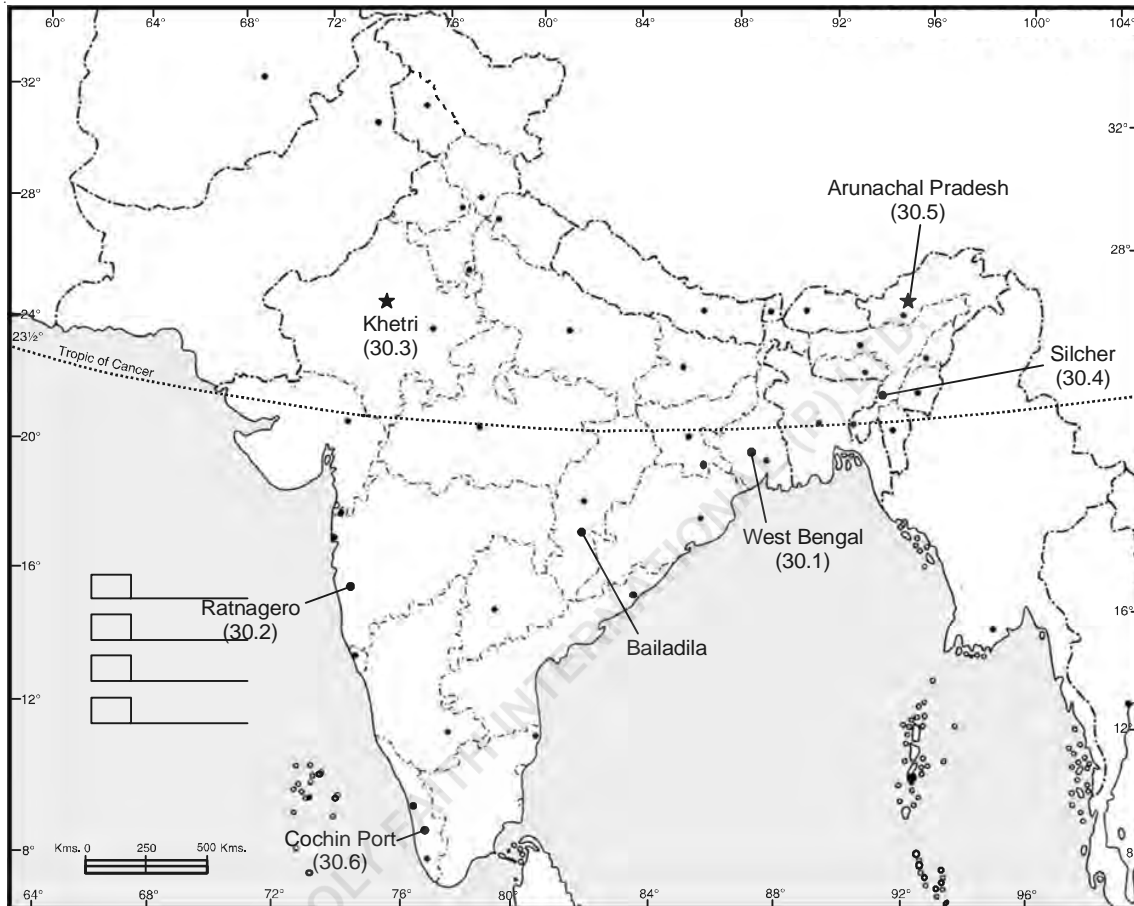 60° 64° 68° 76° 80° 88° 92° 96° 100° 104°
32°
32°
28°
Arunachal Pradesh
(30.5)
28°
24°
23½°
Khetri
(30.3)
24°
Tropic of Cancer
Silcher
(30.4)
20°
20°
West Bengal
(30.1)
16°
Ratnagero
(30.2)
16°
Bailadila
12°
12°
Cochin Port
(30.6)
Kms. 0 250 500 Kms.
8°
8
64° 68° 72° 76° 80° 84° 88° 92° 96°